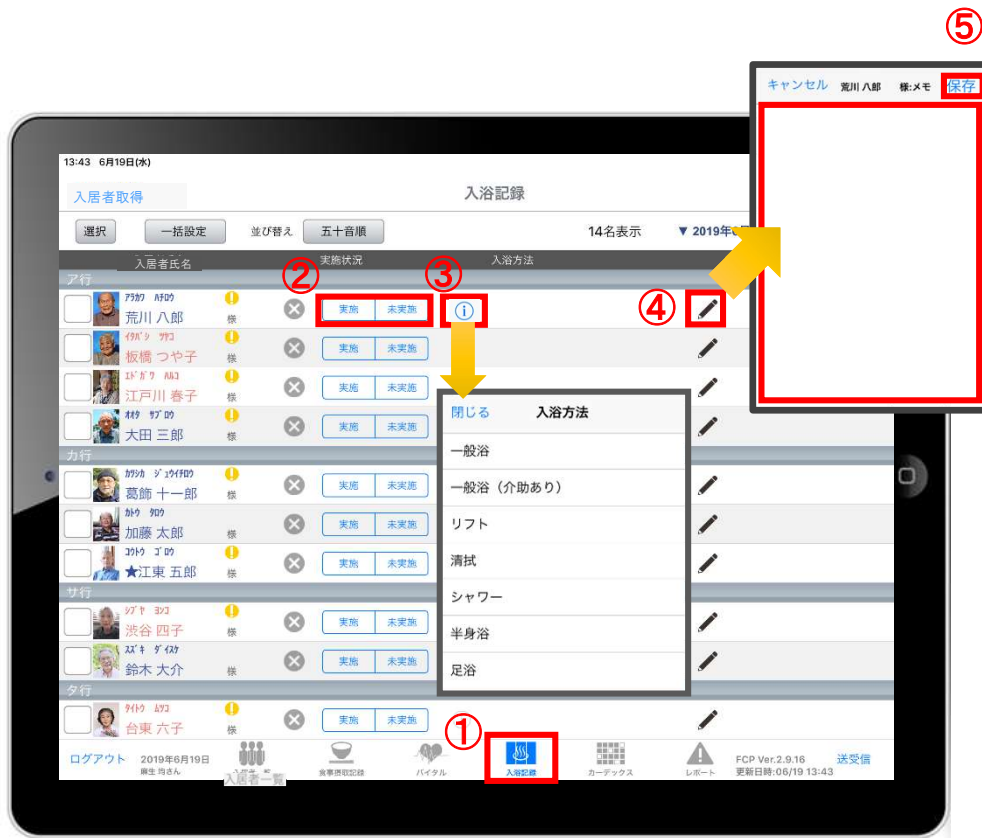 ⑤
キャンセル 荒川 八郎 様:メモ 保存
13:43 6月19日(水)
入居者取得 入浴記録
選択 一括設定 並び替え 五十音順 14名表示 ▼ 2019年6
入居者氏名 実施状況 入浴方法
② ③ ④
ア行
ｱﾗｶﾜ ﾊﾁﾛｳ
荒川 八郎 様 実施 未実施
ｲﾀﾊﾞｼ ﾂﾔｺ
板橋 つや子 様 実施 未実施
ｴﾄﾞｶﾞﾜ ﾊﾙｺ
江戸川 春子 様 実施 未実施
ｵｵﾀ ｻﾌﾞﾛｳ
大田 三郎 様 実施 未実施
カ行
ｶﾂｼｶ ｼﾞｭｳｲﾁﾛｳ
葛飾 十一郎 様 実施 未実施
ｶﾄｳ ﾀﾛｳ
加藤 太郎 様 実施 未実施
ｺｳﾄｳ ｺﾞﾛｳ
★江東 五郎 様 実施 未実施
サ行
ｼﾌﾞﾔ ﾖﾝｺ
渋谷 四子 様 実施 未実施
ｽｽﾞｷ ﾀﾞｲｽｹ
鈴木 大介 様 実施 未実施
タ行
ﾀｲﾄｳ ﾑﾂｺ
台東 六子 様 実施 未実施
閉じる 入浴方法
一般浴
一般浴（介助あり）
リフト
清拭
シャワー
半身浴
足浴
①
ログアウト 2019年6月19日
麻生 均さん
入居者一覧 食事摂取記録 バイタル 入浴記録 カーデックス レポート
FCP Ver.2.9.16 送受信
更新日時:06/19 13:43